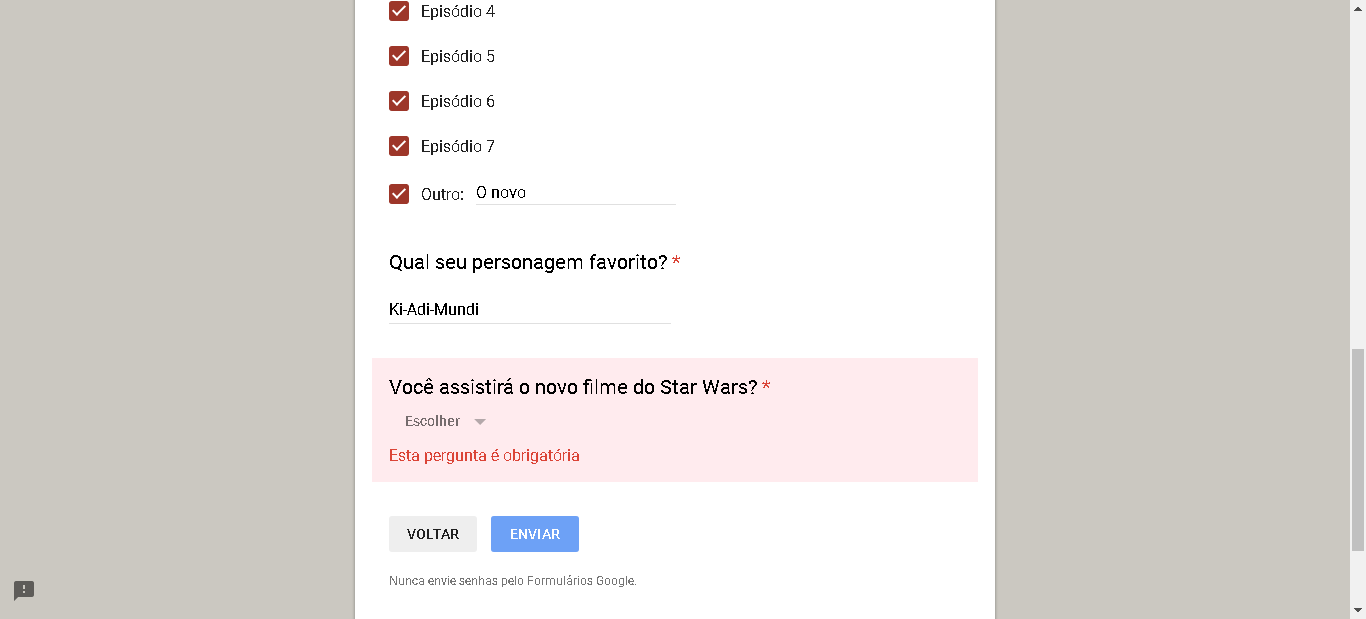 Episódio 4
Episódio 5
Episódio 6
Episódio 7
Outro: O novo
Qual seu personagem favorito? *
Ki-Adi-Mundi
Você assistirá o novo filme do Star Wars? *
Escolher
Esta pergunta é obrigatória
VOLTAR ENVIAR
Nunca envie senhas pelo Formulários Google.